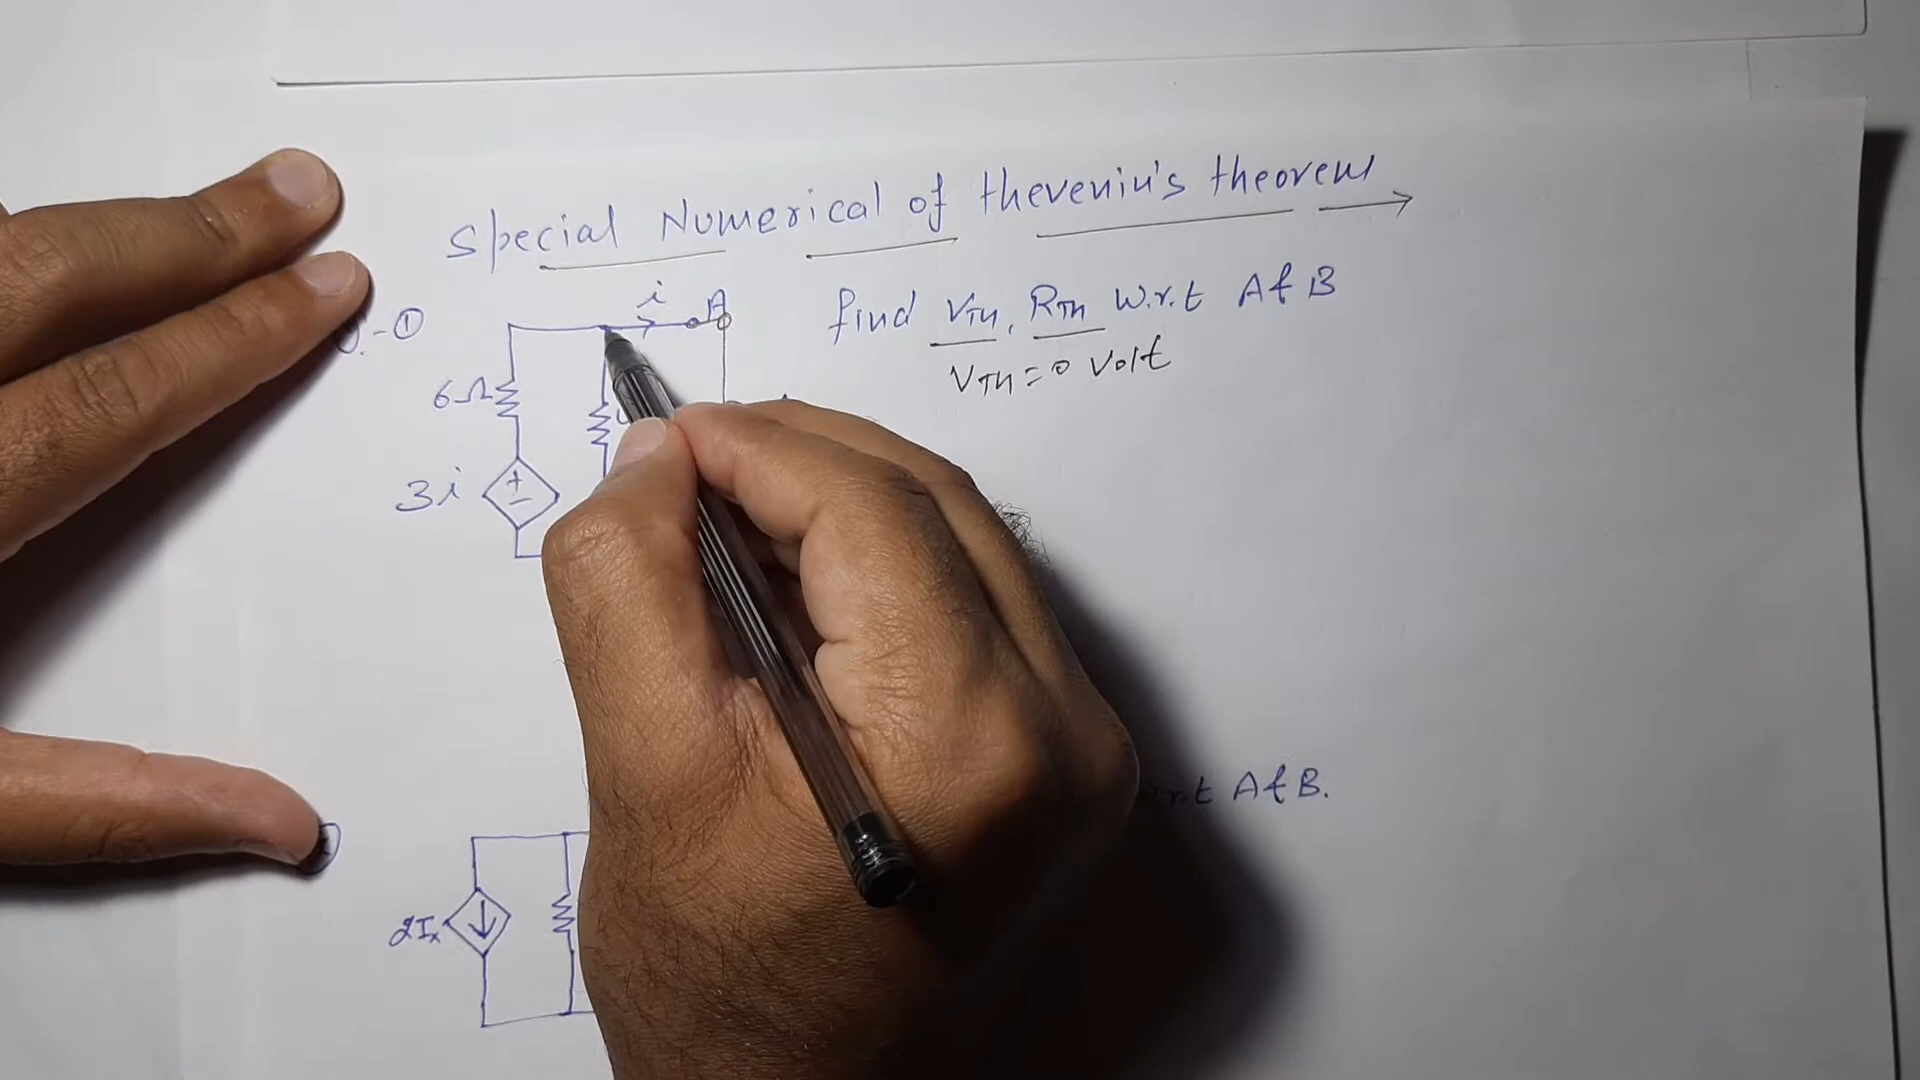 Special Numerical of thevenin's theorem
i A
find VTH, RTH w.r.t A & B
①
VTH = 0 Volt
6Ω
3i
A & B.
2Ix